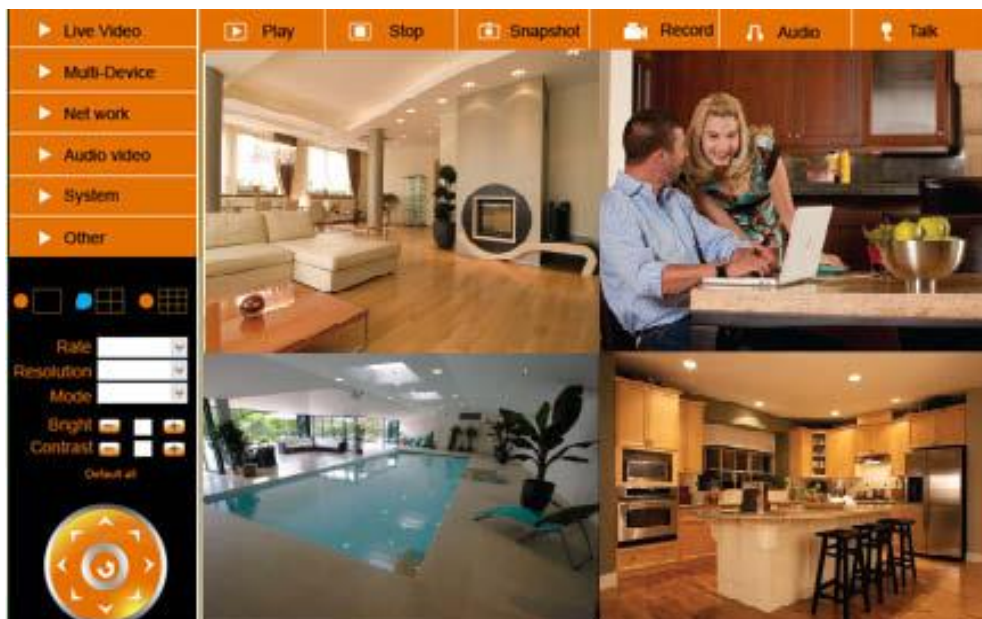 Live Video
Multi-Device
Net work
Audio video
System
Other
Play Stop Snapshot Record Audio Talk
Rate
Resolution
Mode
Bright
Contrast
Default all